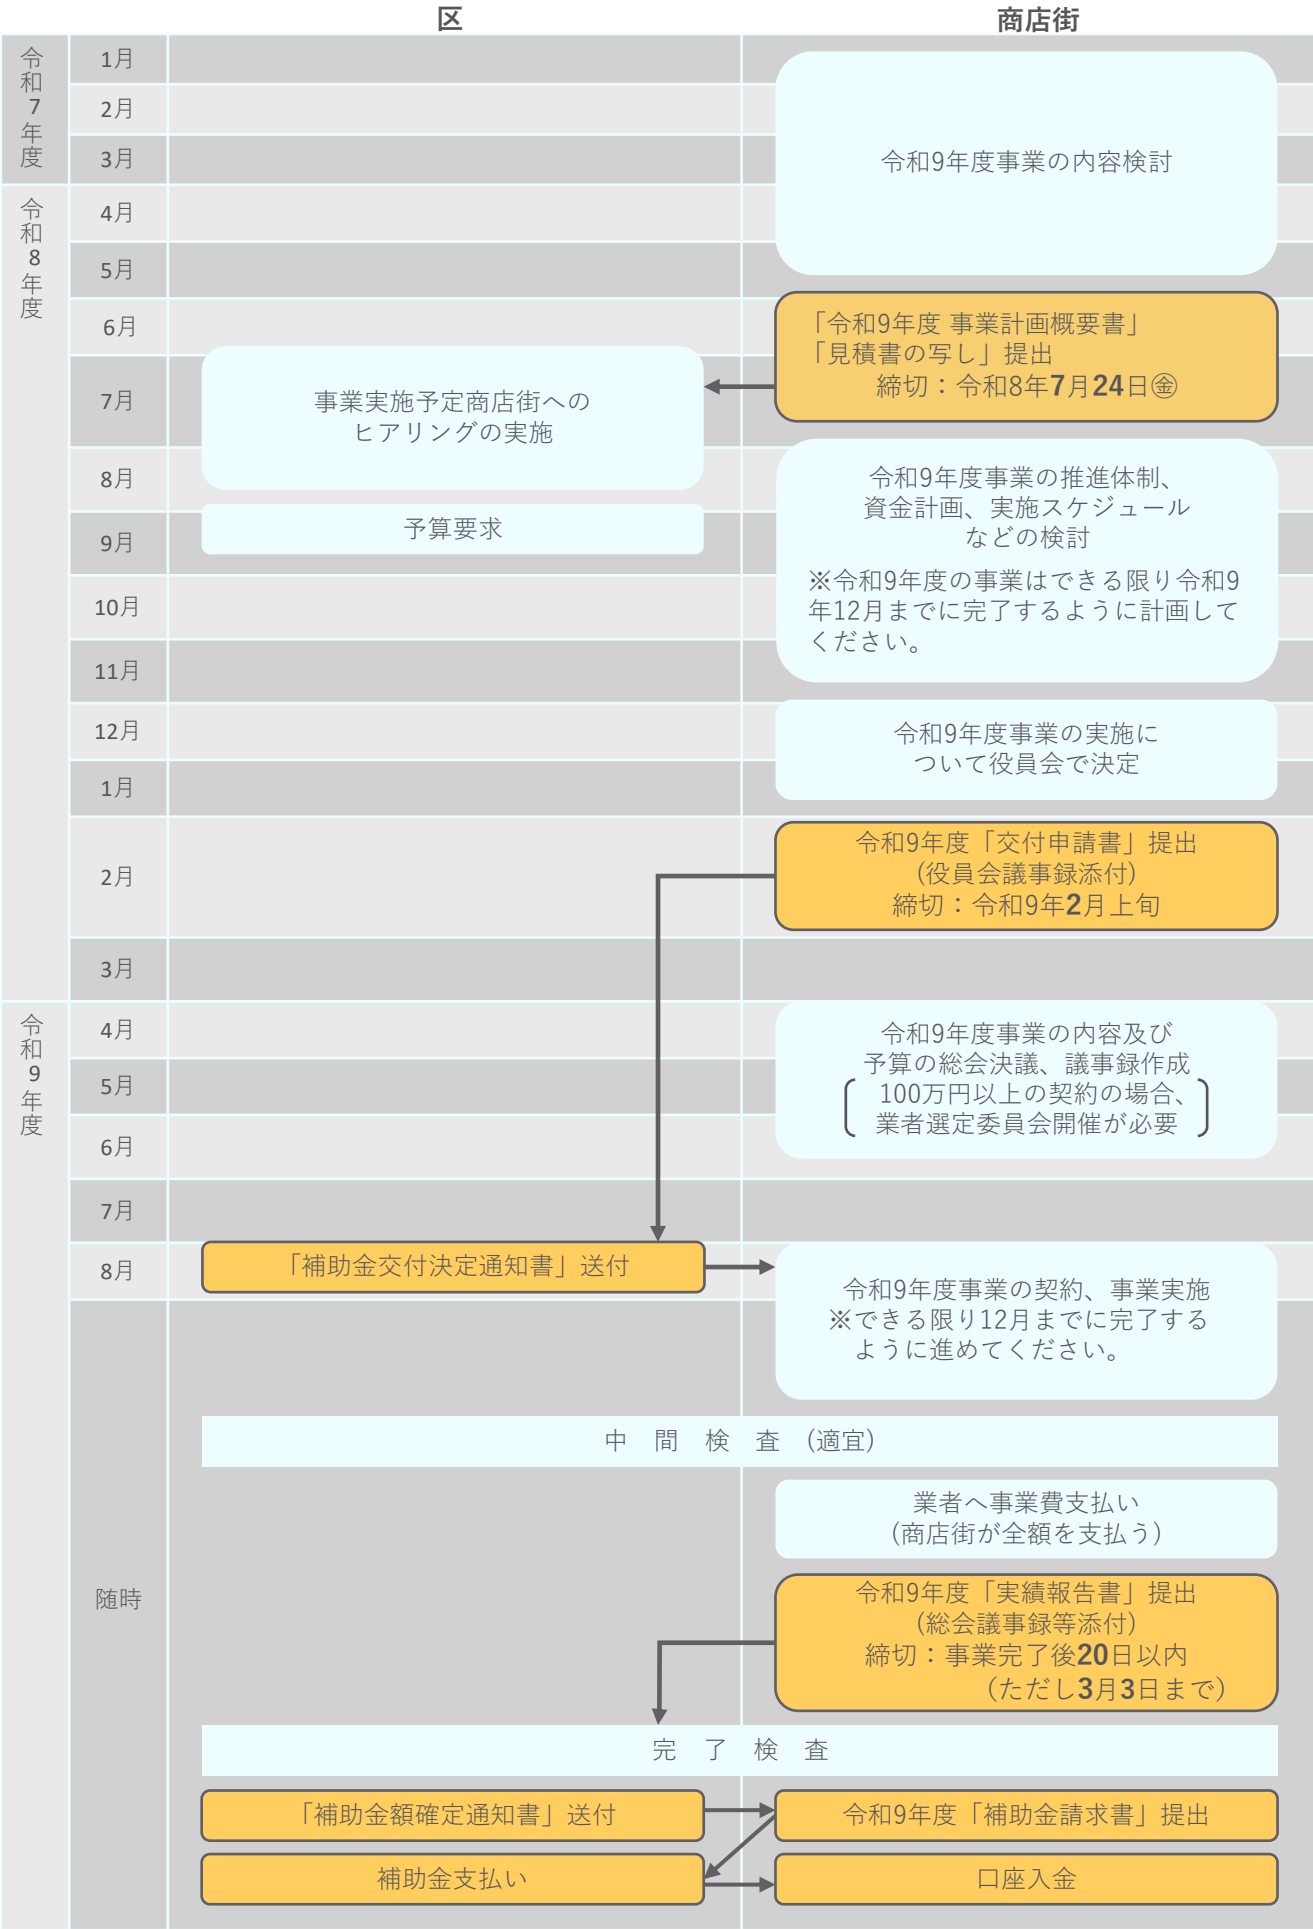 区
商店街
令和7年度
1月
2月
3月
令和9年度事業の内容検討
令和8年度
4月
5月
6月
「令和9年度 事業計画概要書」
「見積書の写し」提出
締切：令和8年7月24日㊎
7月
事業実施予定商店街への
ヒアリングの実施
8月
予算要求
9月
令和9年度事業の推進体制、
資金計画、実施スケジュール
などの検討
※令和9年度の事業はできる限り令和9
年12月までに完了するように計画して
ください。
10月
11月
12月
令和9年度事業の実施に
ついて役員会で決定
1月
2月
令和9年度「交付申請書」提出
(役員会議事録添付)
締切：令和9年2月上旬
3月
令和9年度
4月
令和9年度事業の内容及び
予算の総会決議、議事録作成
100万円以上の契約の場合、
業者選定委員会開催が必要
5月
6月
7月
8月
「補助金交付決定通知書」送付
令和9年度事業の契約、事業実施
※できる限り12月までに完了する
ように進めてください。
随時
中間検査(適宜)
業者へ事業費支払い
(商店街が全額を支払う)
令和9年度「実績報告書」提出
(総会議事録等添付)
締切：事業完了後20日以内
（ただし3月3日まで）
完了検査
「補助金額確定通知書」送付
令和9年度「補助金請求書」提出
補助金支払い
口座入金